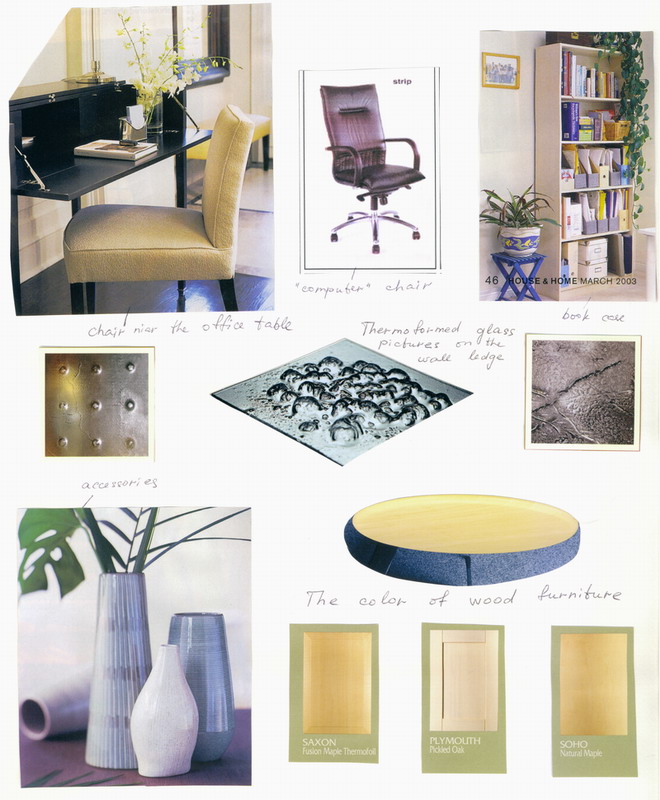 strip
46 HOUSE & HOME MARCH 2003
"computer" chair
book case
chair niar the office table
Thermoformed glass
pictures on the
wall ledge
accessories
The color of wood furniture
SAXON
Fusion Maple Thermofoil
PLYMOUTH
Pickled Oak
SOHO
Natural Maple